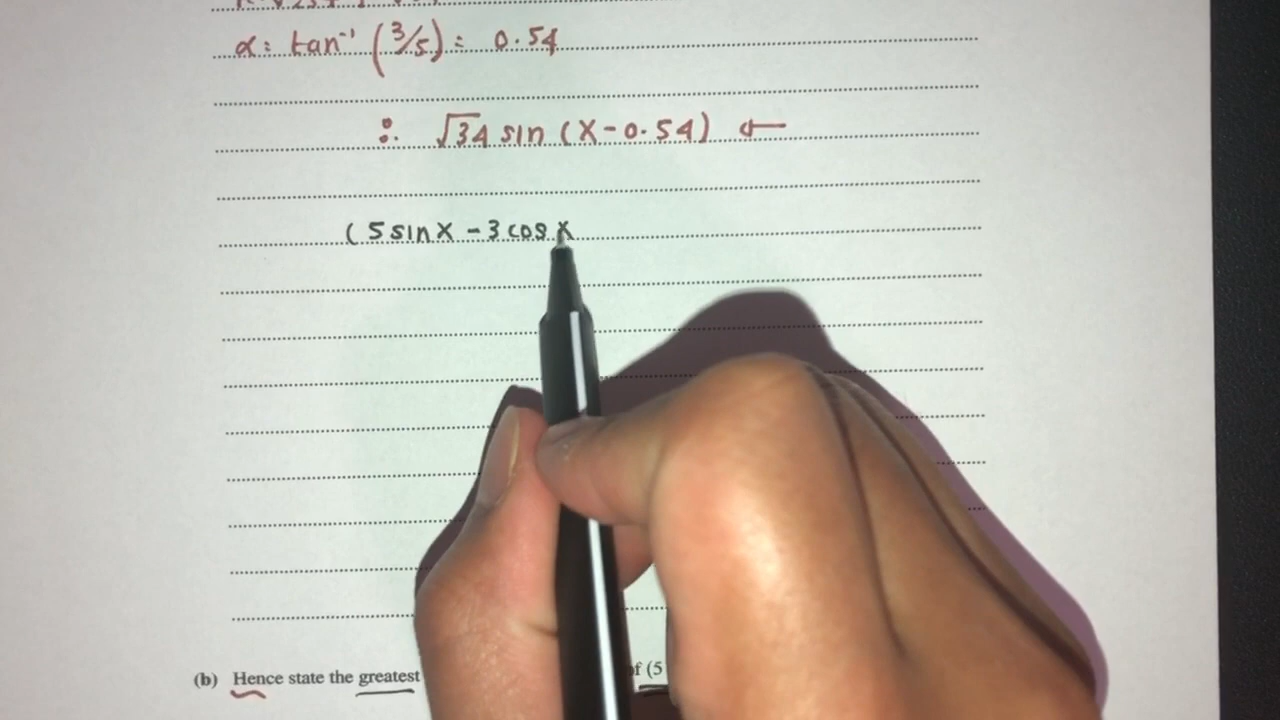 α: tan⁻¹ (3/5) = 0.54
∴ √34 sin (x-0.54) ←
(5 sin x - 3 cos x
(b) Hence state the greatest
f (5